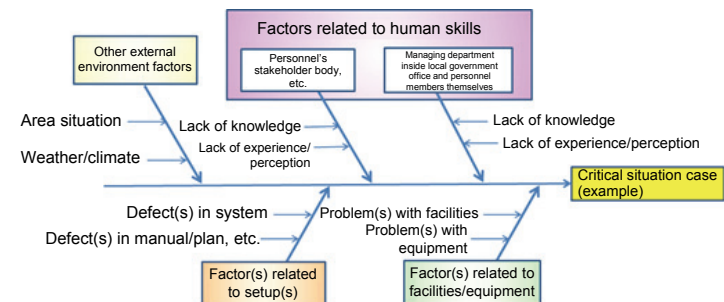 Factors related to human skills
Other external
environment factors
Personnel's
stakeholder body,
etc.
Managing department
inside local government
office and personnel
members themselves
Area situation
Weather/climate
Lack of knowledge
Lack of experience/
perception
Lack of knowledge
Lack of experience/perception
Critical situation case
(example)
Defect(s) in system
Defect(s) in manual/plan, etc.
Problem(s) with facilities
Problem(s) with
equipment
Factor(s) related
to setup(s)
Factor(s) related to
facilities/equipment